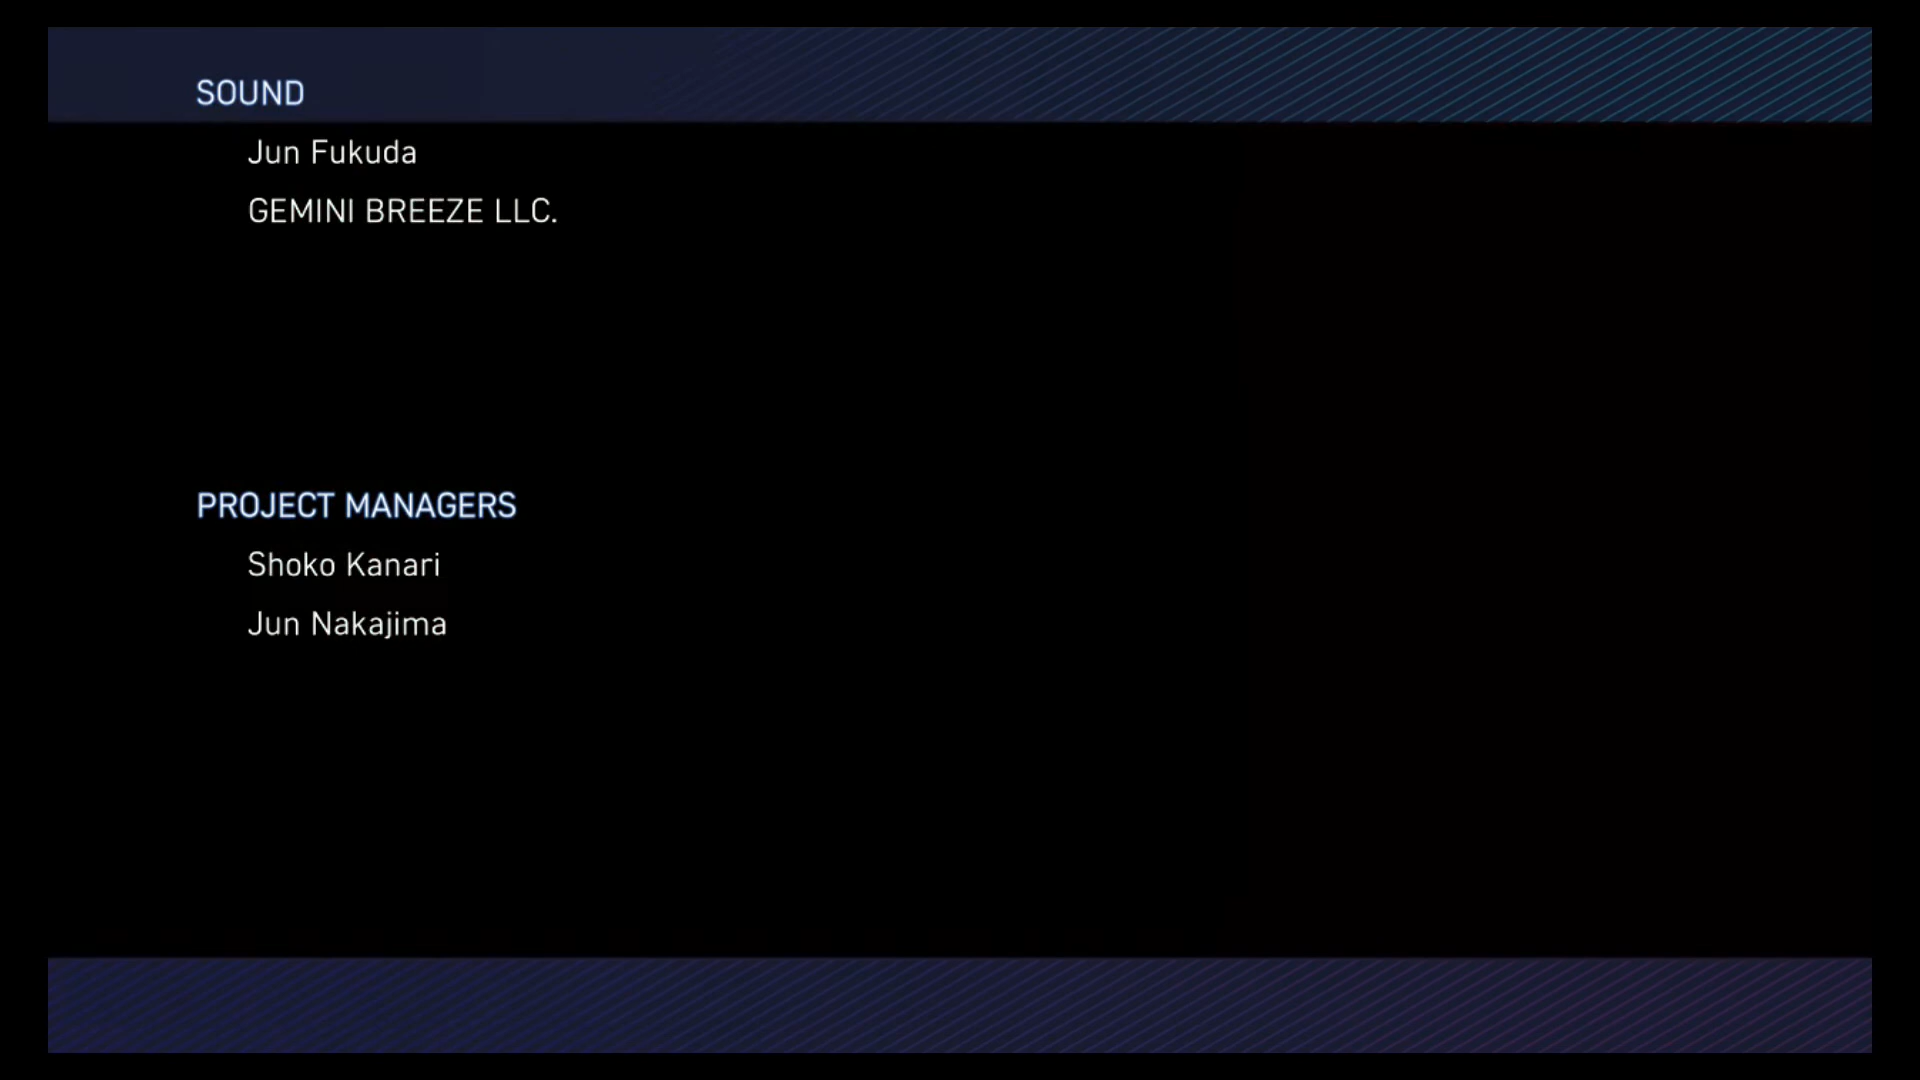 SOUND
Jun Fukuda
GEMINI BREEZE LLC.
PROJECT MANAGERS
Shoko Kanari
Jun Nakajima